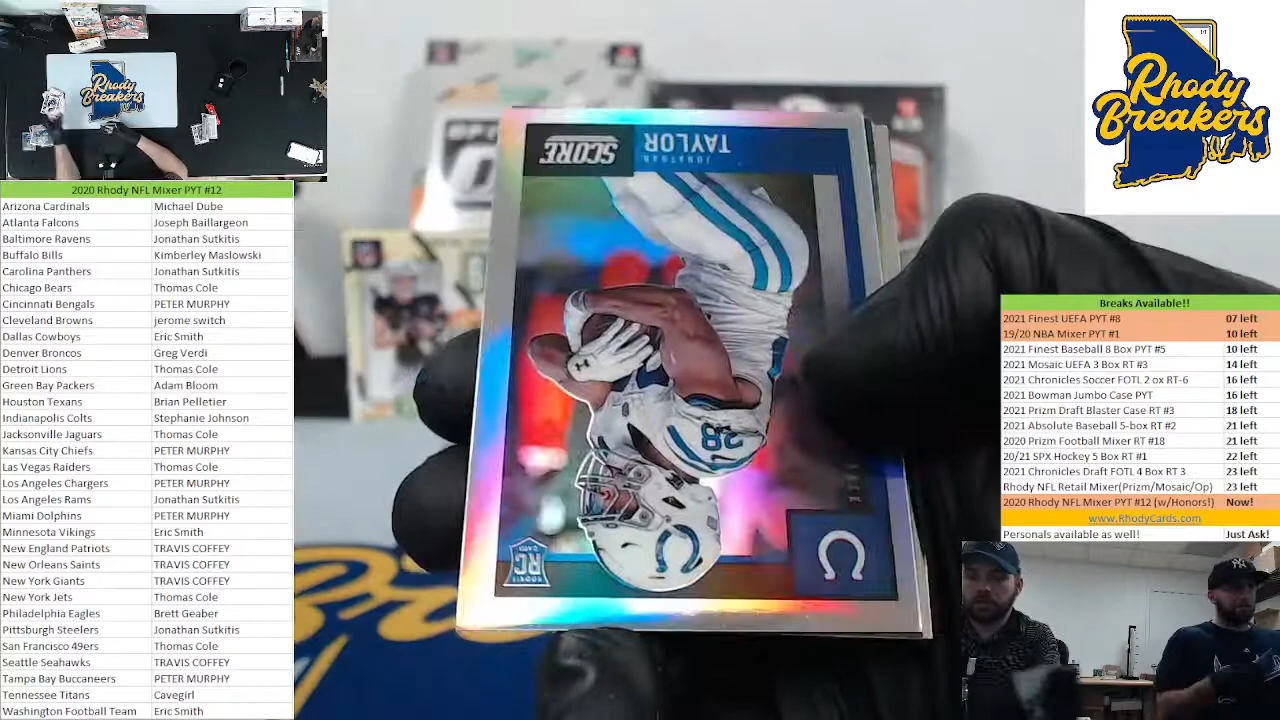 Rhody
Breakers
Rhody
Breakers
2020 Rhody NFL Mixer PYT #12
Arizona Cardinals Michael Dube
Atlanta Falcons Joseph Baillargeon
Baltimore Ravens Jonathan Sutkitis
Buffalo Bills Kimberley Maslowski
Carolina Panthers Jonathan Sutkitis
Chicago Bears Thomas Cole
Cincinnati Bengals PETER MURPHY
Cleveland Browns jerome switch
Dallas Cowboys Eric Smith
Denver Broncos Greg Verdi
Detroit Lions Thomas Cole
Green Bay Packers Adam Bloom
Houston Texans Brian Pelletier
Indianapolis Colts Stephanie Johnson
Jacksonville Jaguars Thomas Cole
Kansas City Chiefs PETER MURPHY
Las Vegas Raiders Thomas Cole
Los Angeles Chargers PETER MURPHY
Los Angeles Rams Jonathan Sutkitis
Miami Dolphins PETER MURPHY
Minnesota Vikings Eric Smith
New England Patriots TRAVIS COFFEY
New Orleans Saints TRAVIS COFFEY
New York Giants TRAVIS COFFEY
New York Jets Thomas Cole
Philadelphia Eagles Brett Geaber
Pittsburgh Steelers Jonathan Sutkitis
San Francisco 49ers Thomas Cole
Seattle Seahawks TRAVIS COFFEY
Tampa Bay Buccaneers PETER MURPHY
Tennessee Titans Cavegirl
Washington Football Team Eric Smith
SCORE
JONATHAN
TAYLOR
28
RC
Breaks Available!!
2021 Finest UEFA PYT #8 07 left
19/20 NBA Mixer PYT #1 10 left
2021 Finest Baseball 8 Box PYT #5 10 left
2021 Mosaic UEFA 3 Box RT #3 14 left
2021 Chronicles Soccer FOTL 2 ox RT-6 16 left
2021 Bowman Jumbo Case PYT 16 left
2021 Prizm Draft Blaster Case RT #3 18 left
2021 Absolute Baseball 5-box RT #2 21 left
2020 Prizm Football Mixer RT #18 21 left
20/21 SPX Hockey 5 Box RT #1 22 left
2021 Chronicles Draft FOTL 4 Box RT 3 23 left
Rhody NFL Retail Mixer(Prizm/Mosaic/Op) 23 left
2020 Rhody NFL Mixer PYT #12 (w/Honors!) Now!
www.RhodyCards.com
Personals available as well! Just Ask!